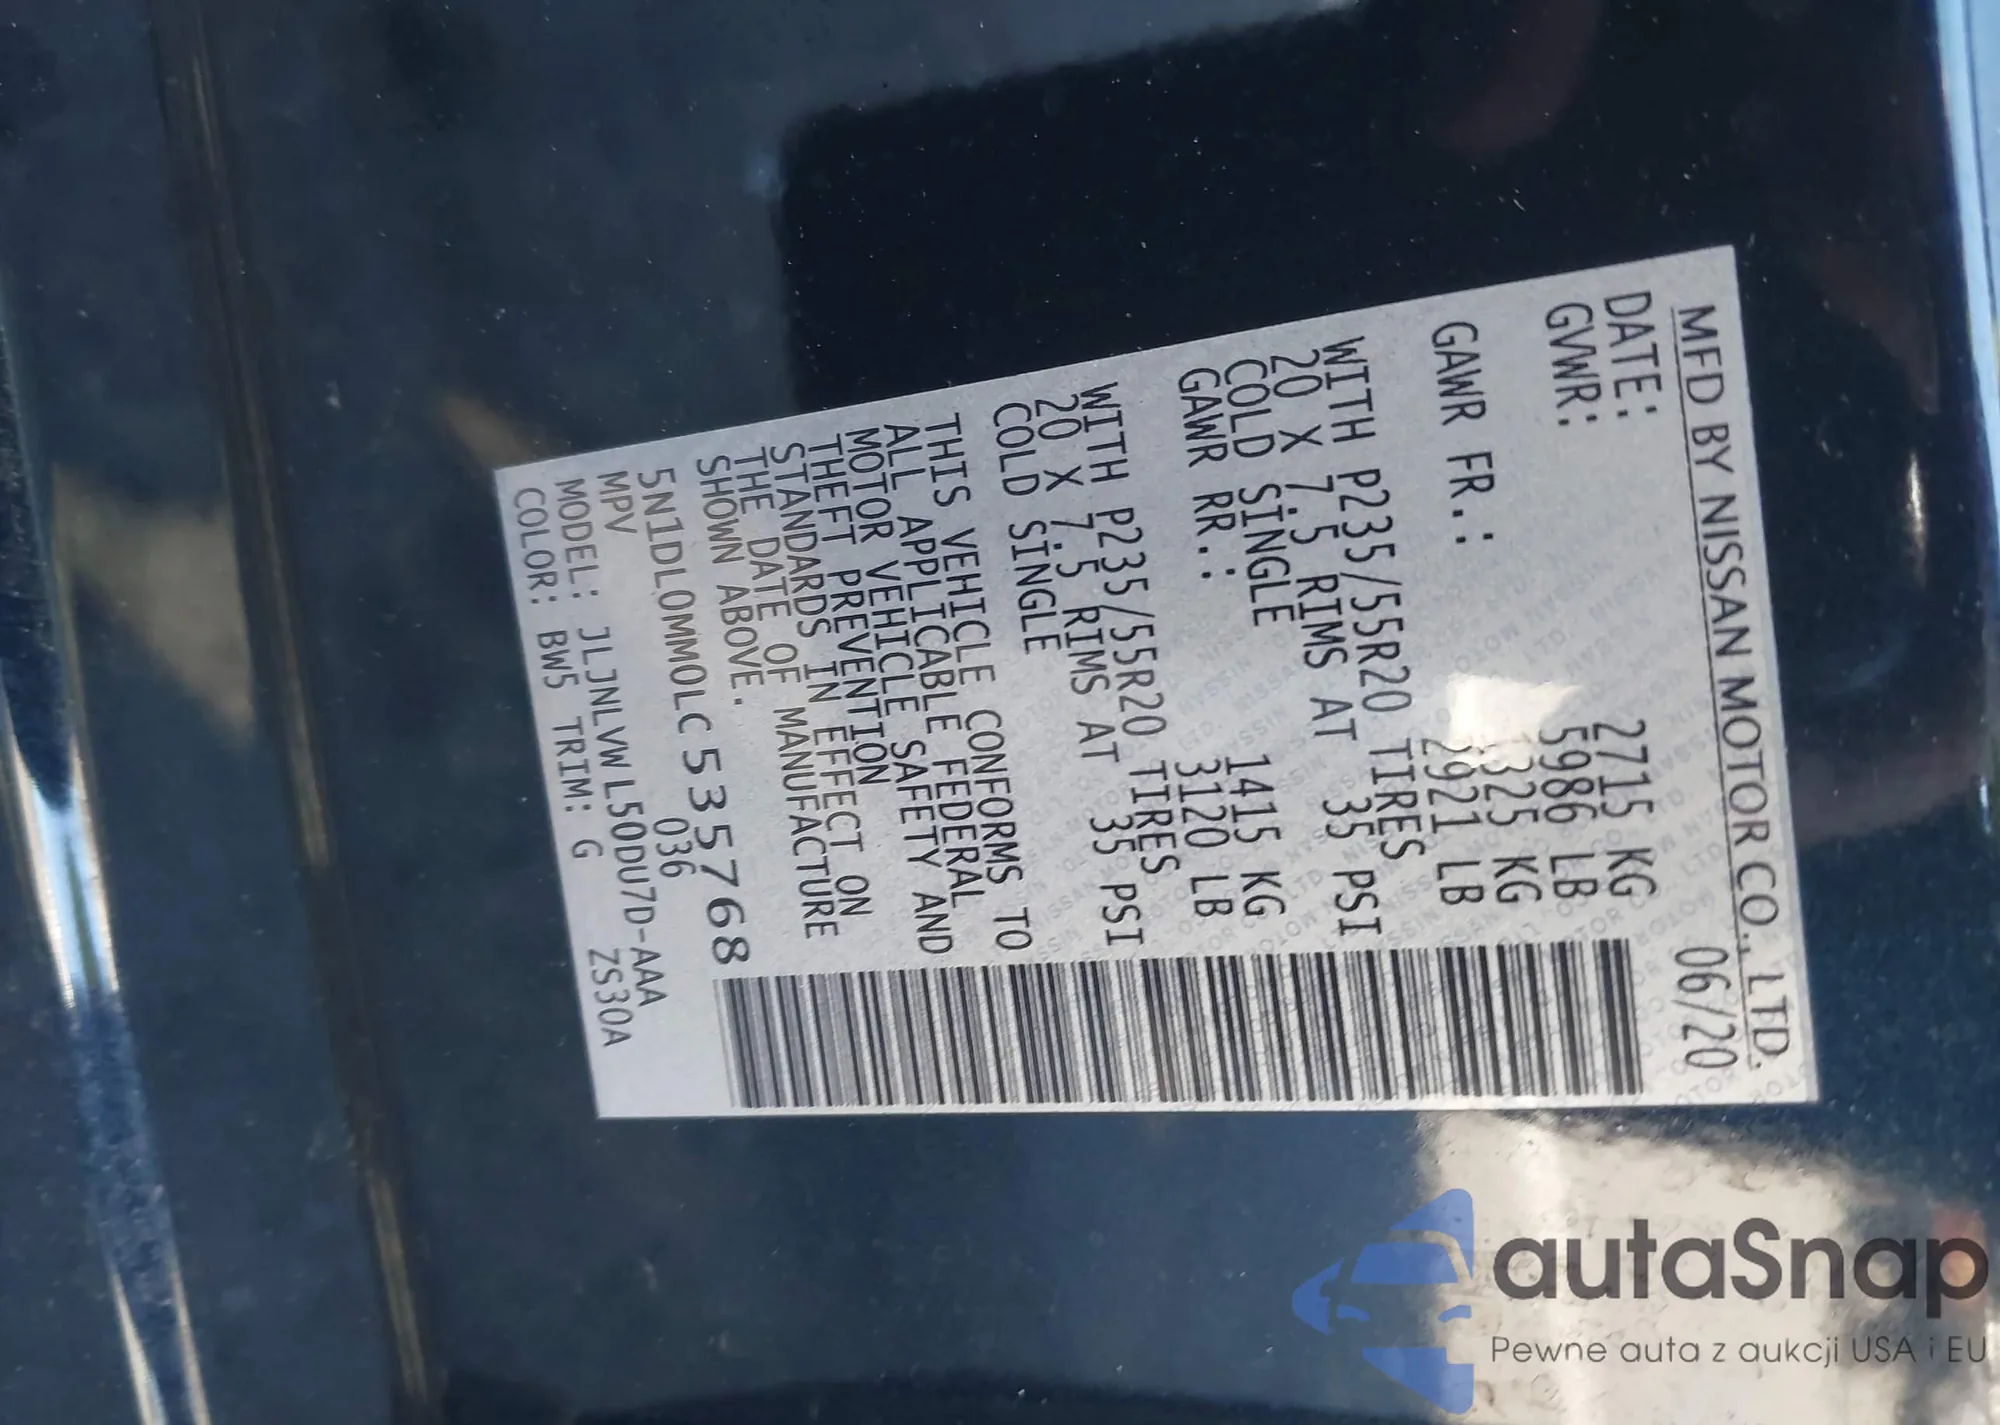 MFD BY NISSAN MOTOR CO., LTD.
DATE: 06/20
GVWR: 2715 KG
5986 LB
GAWR FR.: 1325 KG
2921 LB
WITH P235/55R20 TIRES
20 X 7.5 RIMS AT 35 PSI
COLD SINGLE
GAWR RR.: 1415 KG
3120 LB
WITH P235/55R20 TIRES
20 X 7.5 RIMS AT 35 PSI
COLD SINGLE
THIS VEHICLE CONFORMS TO
ALL APPLICABLE FEDERAL
MOTOR VEHICLE SAFETY AND
THEFT PREVENTION
STANDARDS IN EFFECT ON
THE DATE OF MANUFACTURE
SHOWN ABOVE.
5N1DL0MM0LC535768
MPV 036
MODEL: JLJNLVWL50DU7D-AAA
COLOR: BW5 TRIM: G ZS30A
autaSnap
Pewne auta z aukcji USA i EU